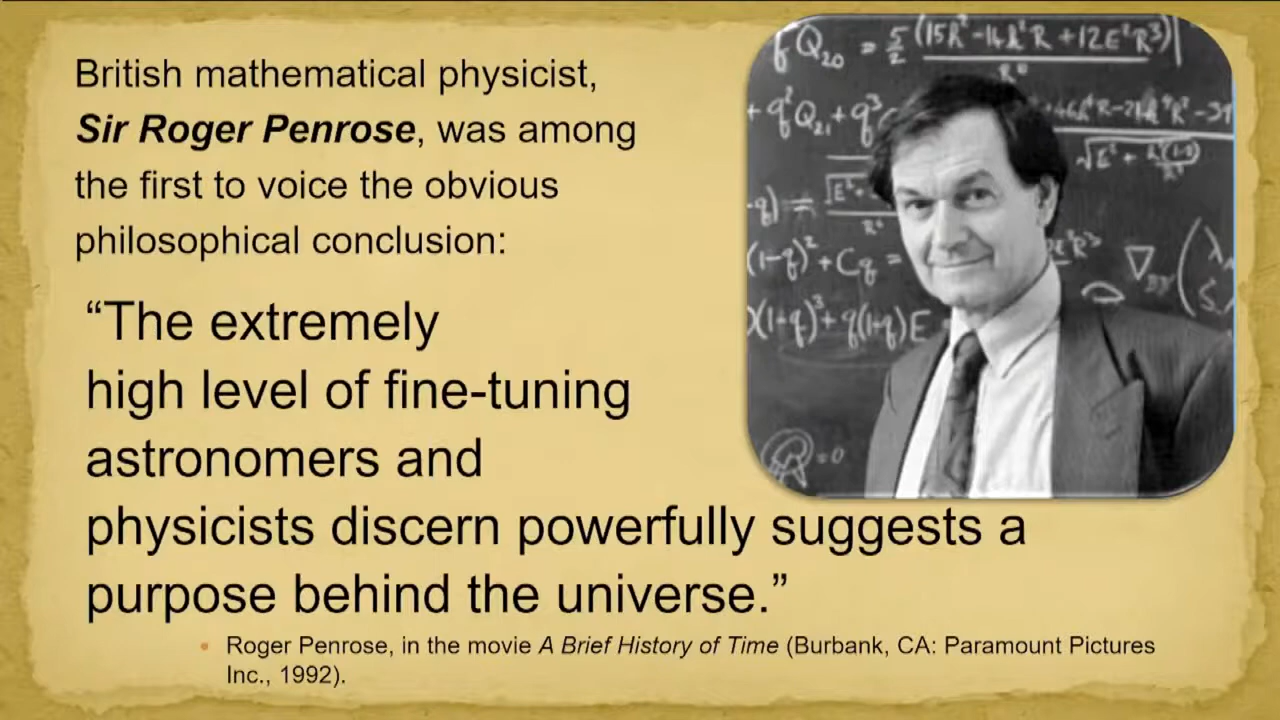 British mathematical physicist,
Sir Roger Penrose, was among
the first to voice the obvious
philosophical conclusion:
“The extremely
high level of fine-tuning
astronomers and
physicists discern powerfully suggests a
purpose behind the universe.”
Roger Penrose, in the movie A Brief History of Time (Burbank, CA: Paramount Pictures
Inc., 1992).